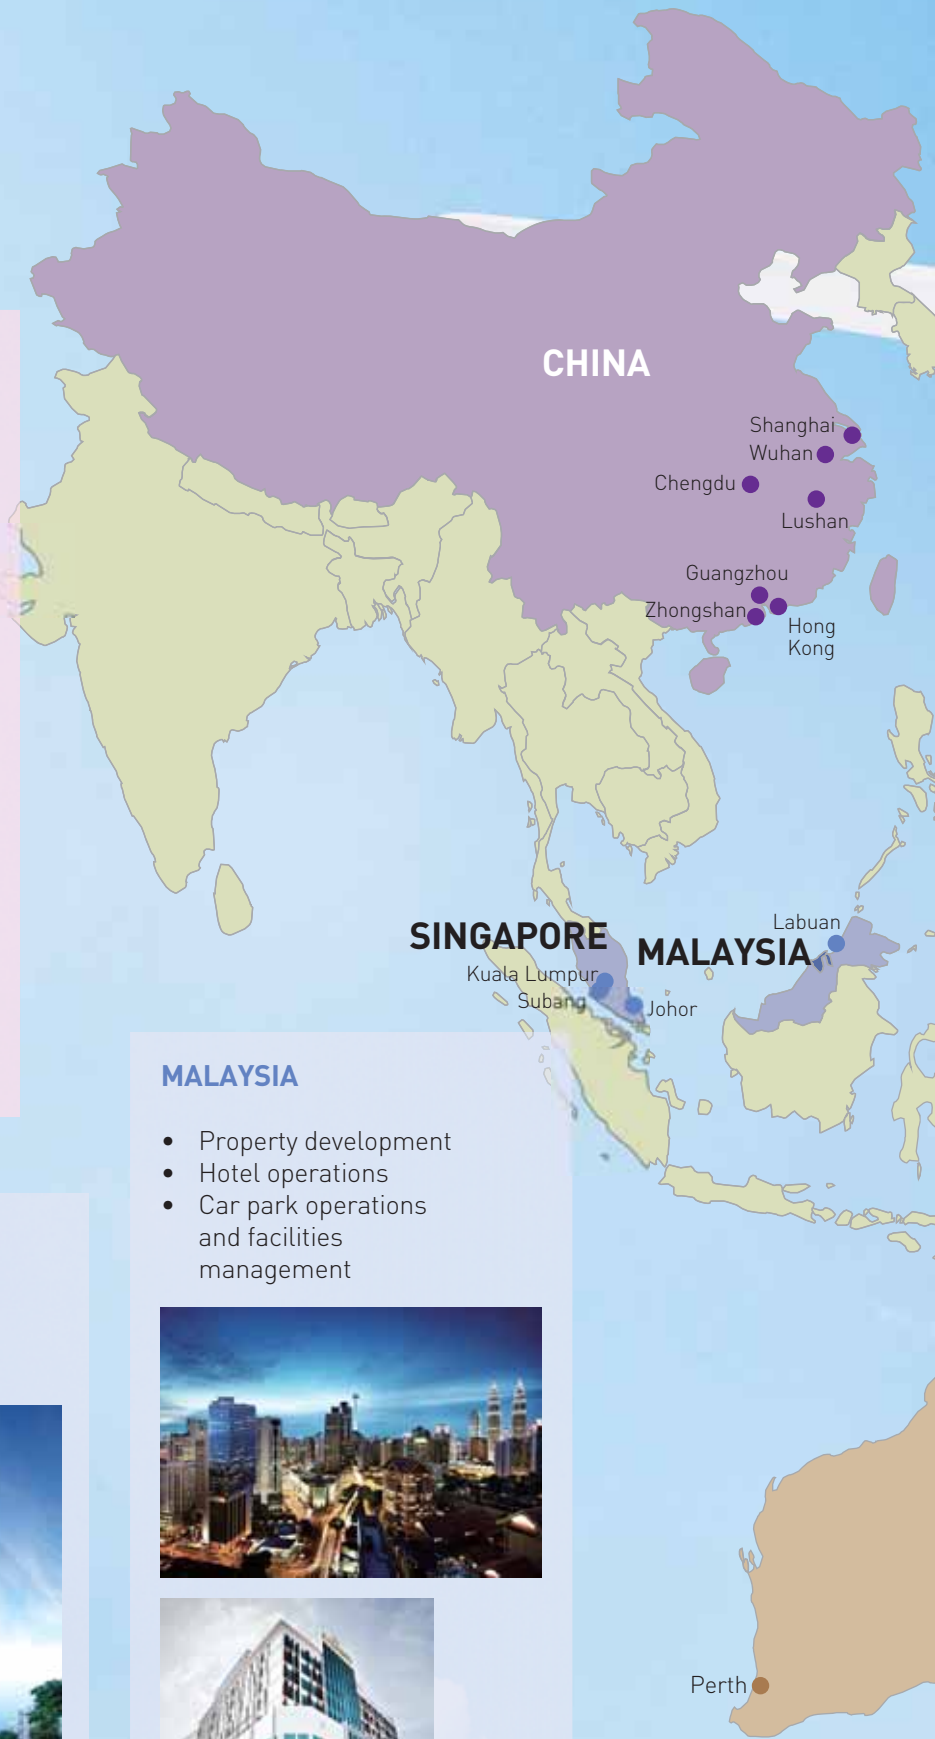 CHINA
Shanghai
Wuhan
Chengdu
Lushan
Guangzhou
Zhongshan
Hong
Kong
Labuan
SINGAPORE
MALAYSIA
Kuala Lumpur
Subang
Johor
MALAYSIA
• Property development
• Hotel operations
• Car park operations
and facilities
management
Perth